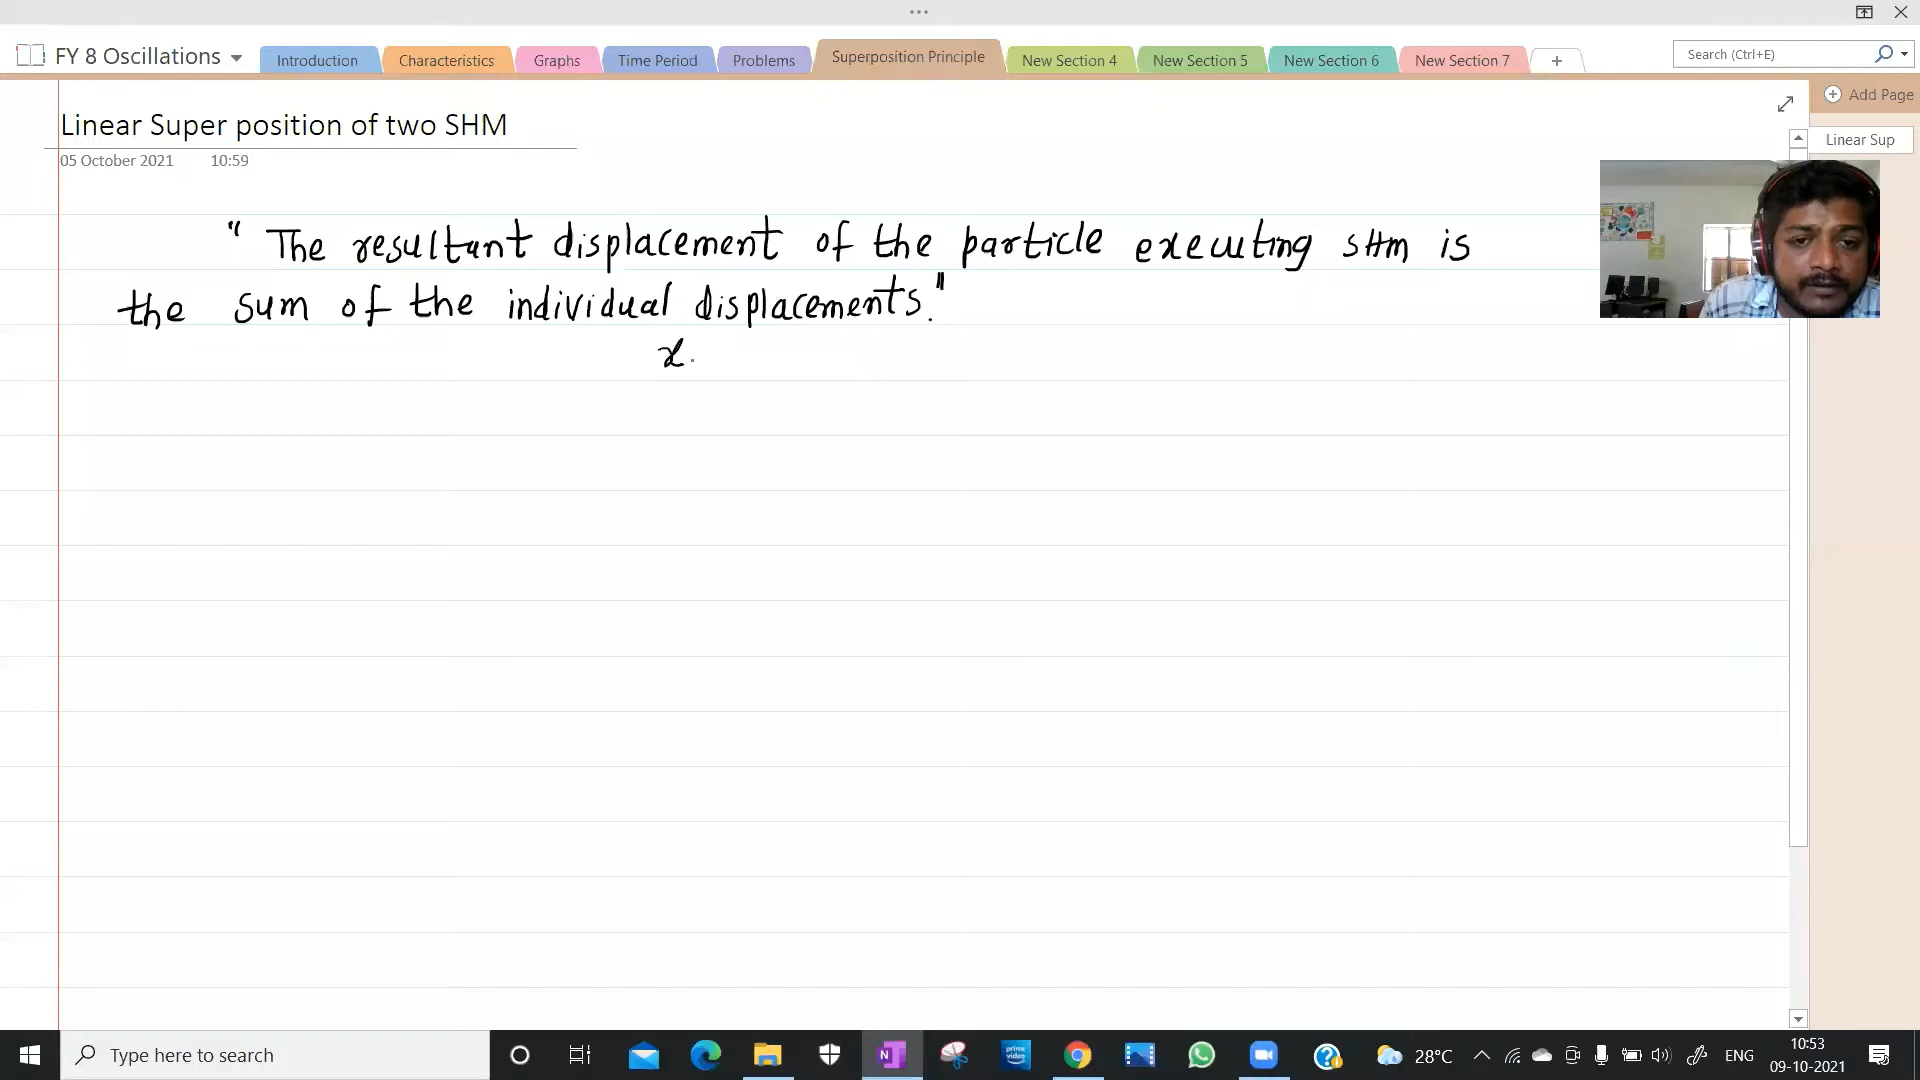 FY 8 Oscillations
Introduction
Characteristics
Graphs
Time Period
Problems
Superposition Principle
New Section 4
New Section 5
New Section 6
New Section 7
+
Search (Ctrl+E)
Add Page
Linear Super position of two SHM
Linear Sup
05 October 2021 10:59
" The resultant displacement of the particle executing SHM is
the sum of the individual displacements."
x
Type here to search
prime video
28°C
ENG
10:53
09-10-2021